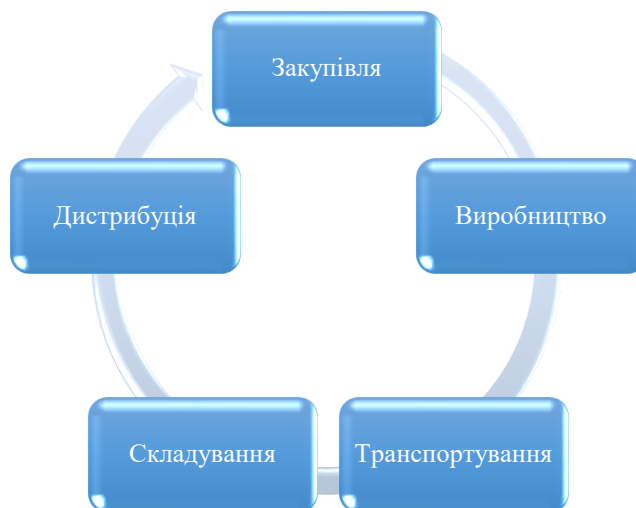 Закупівля
Виробництво
Транспортування
Складування
Дистрибуція